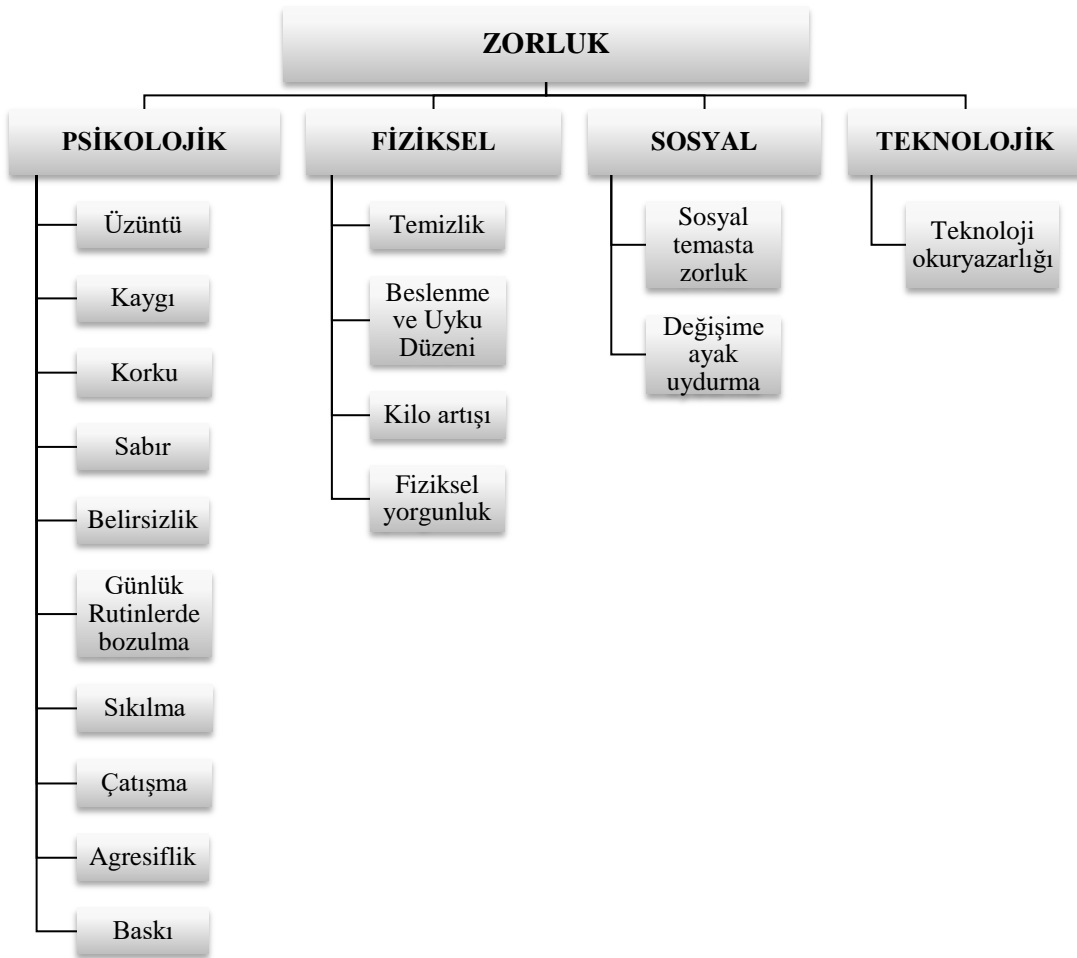 ZORLUK
PSİKOLOJİK
Üzüntü
Kaygı
Korku
Sabır
Belirsizlik
Günlük
Rutinlerde
bozulma
Sıkılma
Çatışma
Agresiflik
Baskı
FİZİKSEL
Temizlik
Beslenme
ve Uyku
Düzeni
Kilo artışı
Fiziksel
yorgunluk
SOSYAL
Sosyal
temasta
zorluk
Değişime
ayak
uydurma
TEKNOLOJİK
Teknoloji
okuryazarlığı